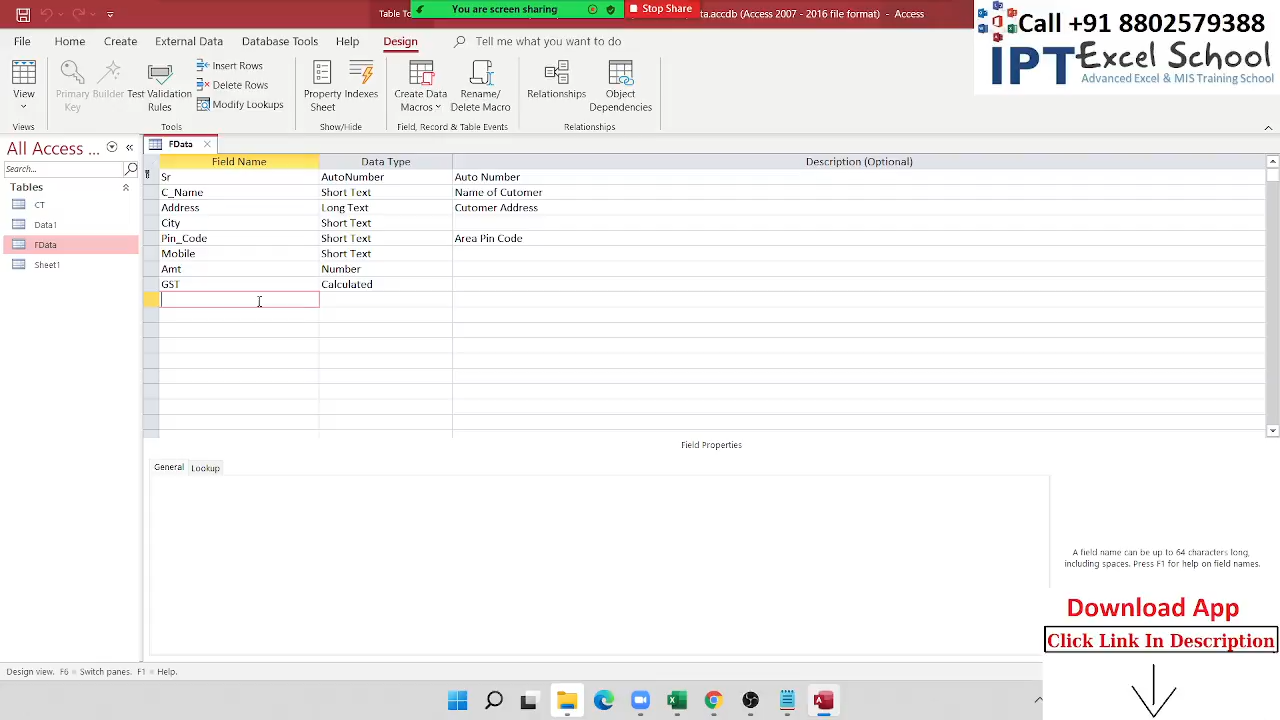 Table To
You are screen sharing
Stop Share
ta.accdb (Access 2007 - 2016 file format) - Access
Call +91 8802579388
IPT Excel School
Advanced Excel & MIS Training School
File Home Create External Data Database Tools Help Design Tell me what you want to do
View
Views
Primary Key
Builder
Test Validation Rules
Insert Rows
Delete Rows
Modify Lookups
Tools
Property Sheet
Indexes
Show/Hide
Create Data Macros
Rename/ Delete Macro
Field, Record & Table Events
Relationships
Object Dependencies
Relationships
All Access ...
Search...
Tables
CT
Data1
FData
Sheet1
FData
Field Name Data Type Description (Optional)
Sr AutoNumber Auto Number
C_Name Short Text Name of Cutomer
Address Long Text Cutomer Address
City Short Text
Pin_Code Short Text Area Pin Code
Mobile Short Text
Amt Number
GST Calculated
Field Properties
General Lookup
A field name can be up to 64 characters long,
including spaces. Press F1 for help on field names.
Download App
Click Link In Description
Design view. F6 = Switch panes. F1 = Help.